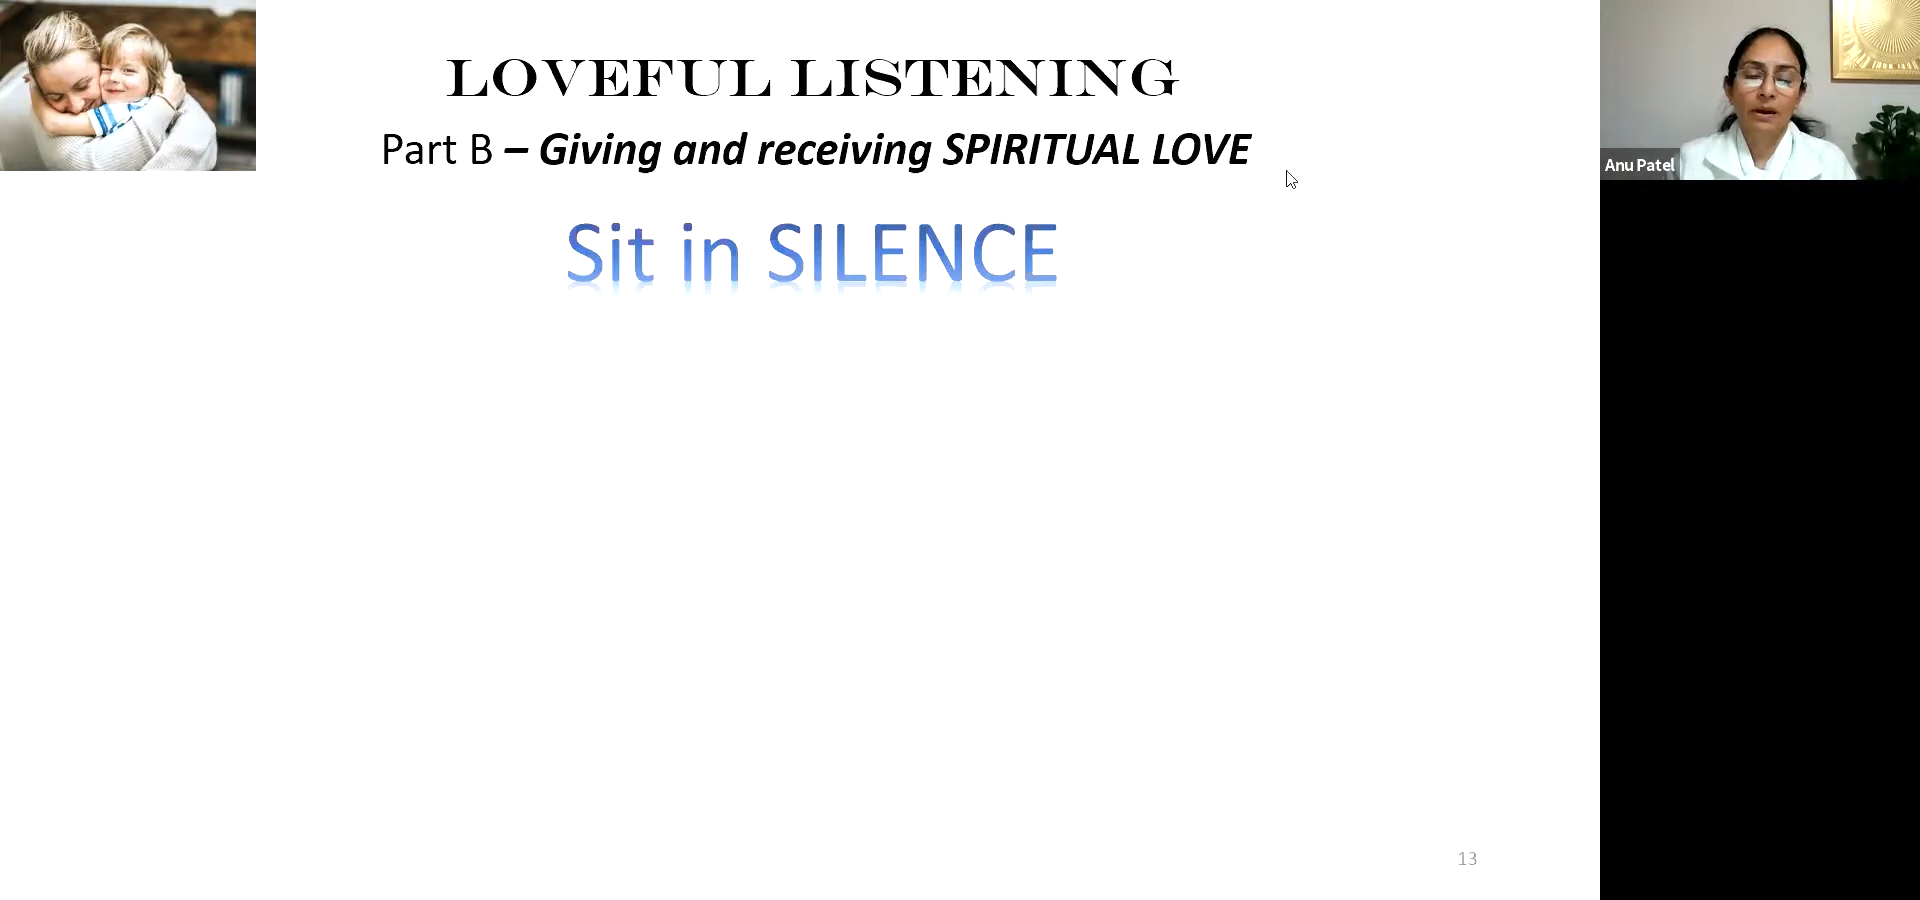 LOVEFUL LISTENING
Part B – Giving and receiving SPIRITUAL LOVE
Sit in SILENCE
Anu Patel
13